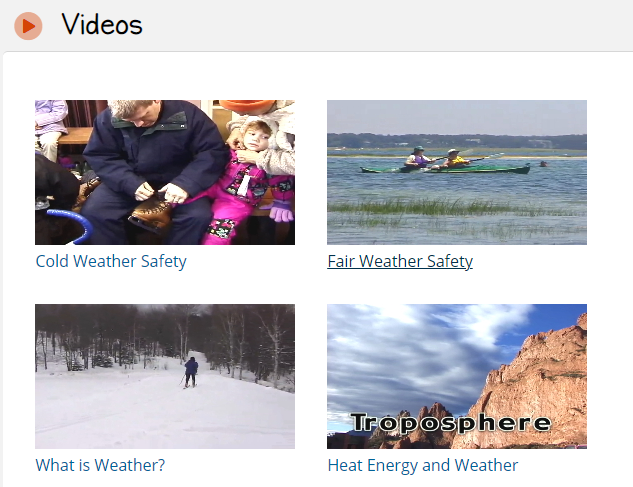 Videos
Cold Weather Safety
Fair Weather Safety
What is Weather?
Troposphere
Heat Energy and Weather